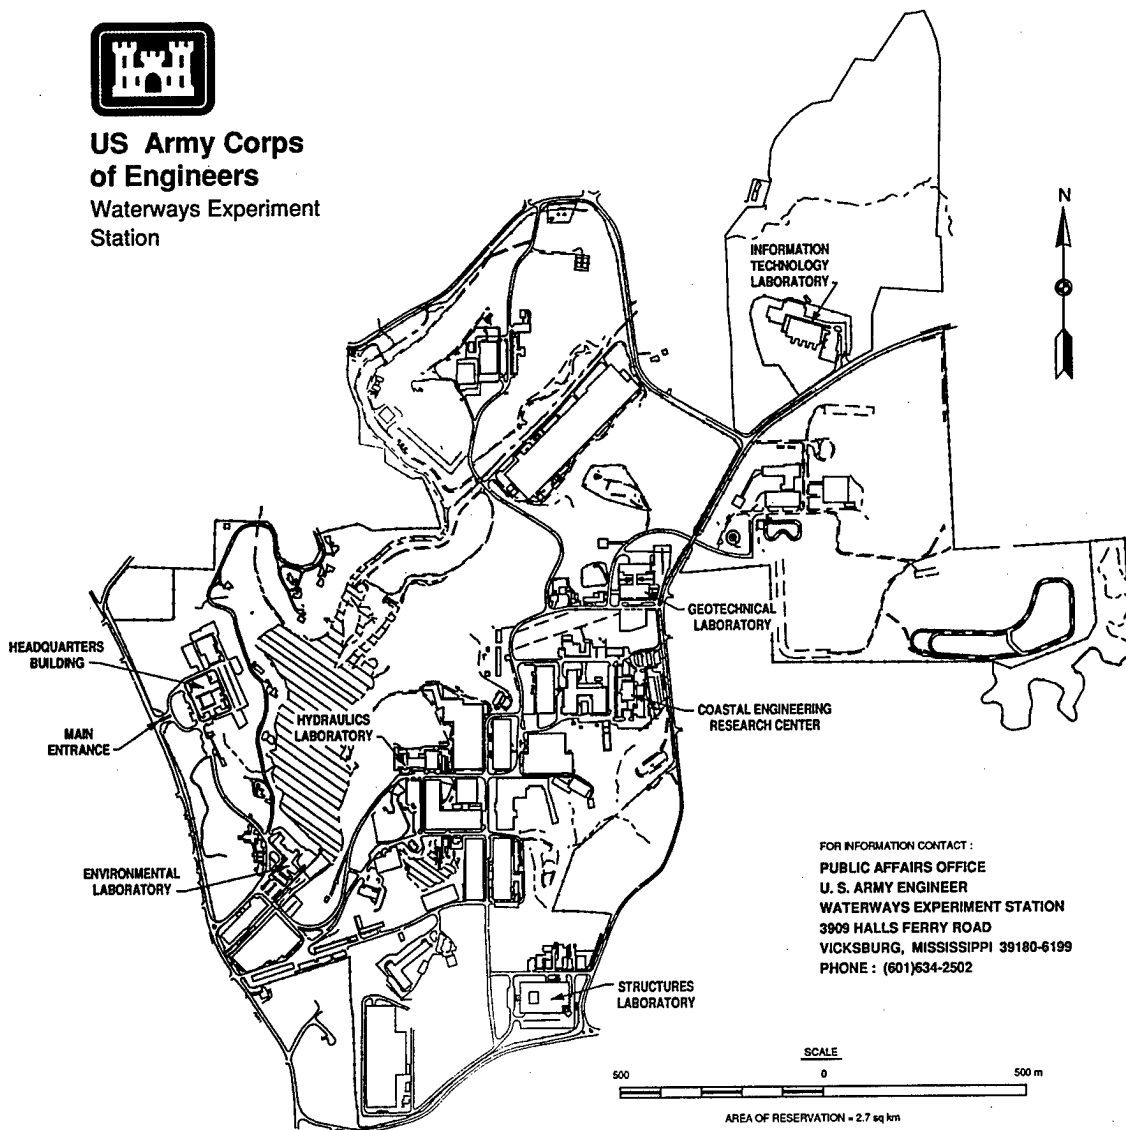 US Army Corps
of Engineers
Waterways Experiment
Station
N
INFORMATION
TECHNOLOGY
LABORATORY
GEOTECHNICAL
LABORATORY
HEADQUARTERS
BUILDING
MAIN
ENTRANCE
HYDRAULICS
LABORATORY
COASTAL ENGINEERING
RESEARCH CENTER
ENVIRONMENTAL
LABORATORY
STRUCTURES
LABORATORY
FOR INFORMATION CONTACT :
PUBLIC AFFAIRS OFFICE
U. S. ARMY ENGINEER
WATERWAYS EXPERIMENT STATION
3909 HALLS FERRY ROAD
VICKSBURG, MISSISSIPPI 39180-6199
PHONE : (601)634-2502
SCALE
500 0 500 m
AREA OF RESERVATION = 2.7 sq km